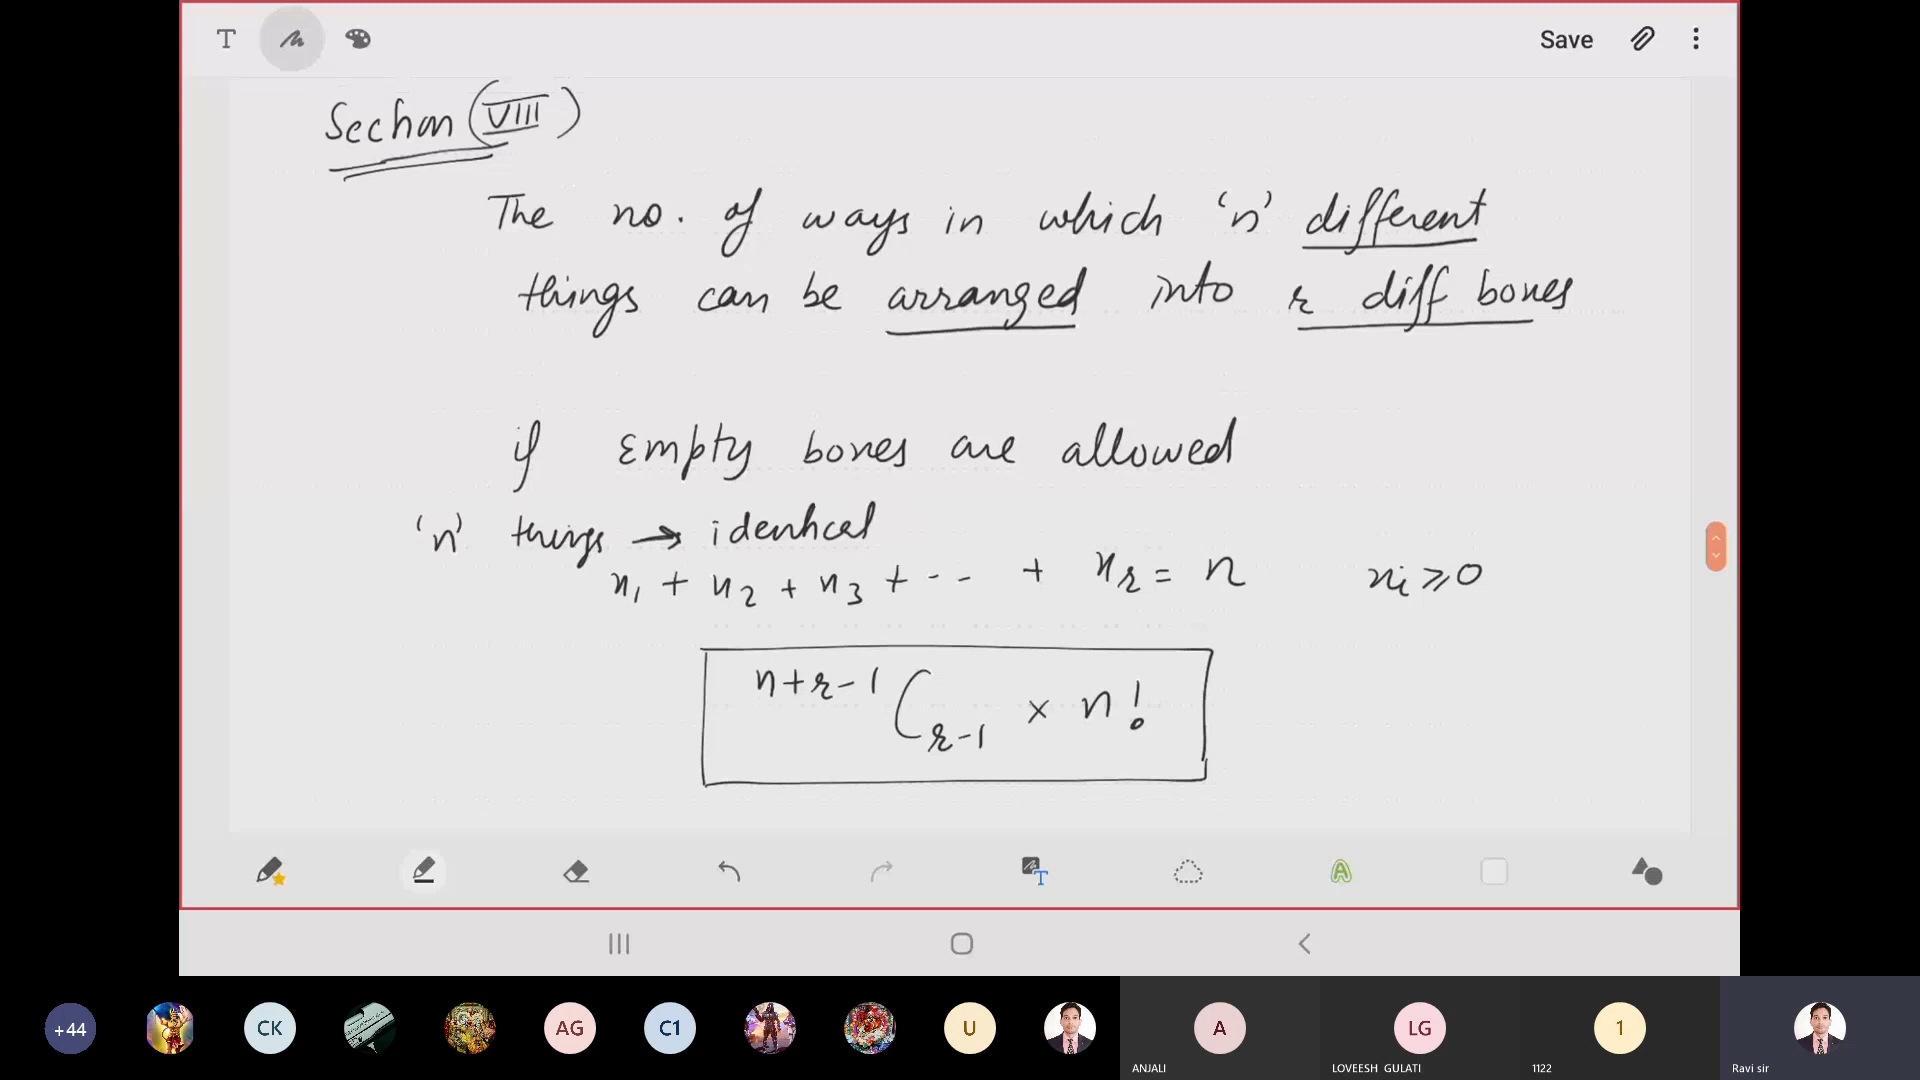 T
Save
Section (VIII)
The no. of ways in which 'n' different
things can be arranged into r diff boxes
if Empty boxes are allowed
'n' things → identical
x₁ + x₂ + x₃ + - - + xᵣ = n xᵢ ⩾ 0
ⁿ⁺ʳ⁻¹Cᵣ₋₁ × n!
T
A
+44
CK
AG
C1
U
A
ANJALI
LG
LOVEESH GULATI
1
1122
Ravi sir